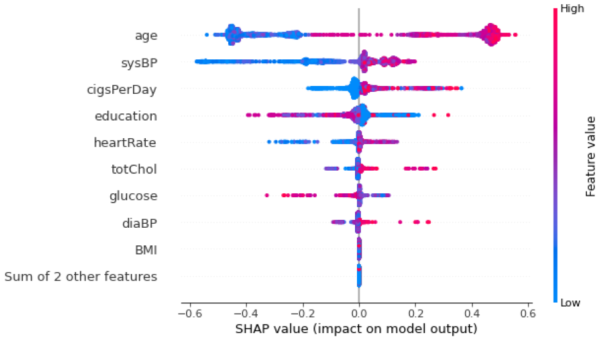 High
age
sysBP
cigsPerDay
education
heartRate
totChol
glucose
diaBP
BMI
Sum of 2 other features
Feature value
Low
−0.6 −0.4 −0.2 0.0 0.2 0.4 0.6
SHAP value (impact on model output)